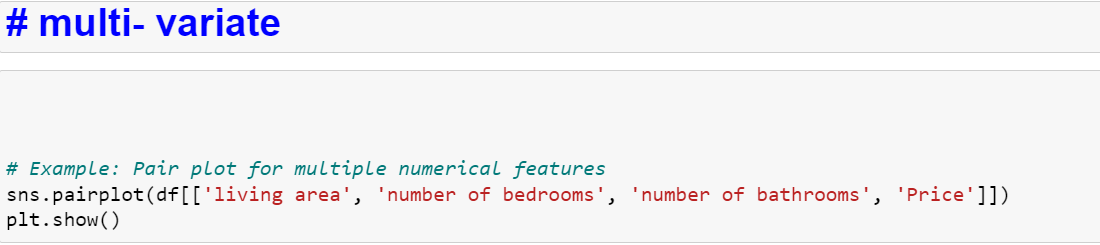 # multi- variate
# Example: Pair plot for multiple numerical features
sns.pairplot(df[['living area', 'number of bedrooms', 'number of bathrooms', 'Price']])
plt.show()